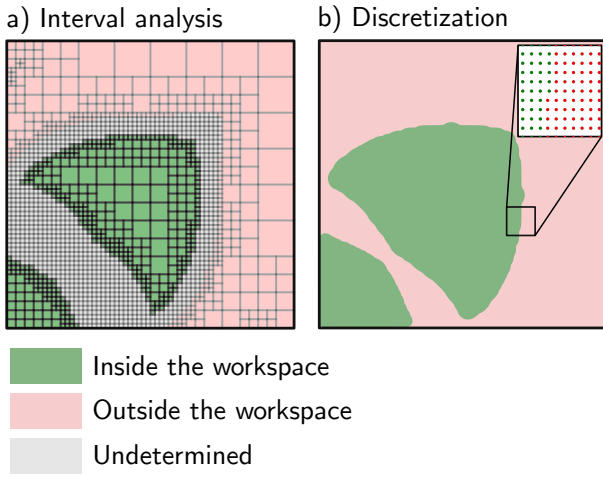 a) Interval analysis
b) Discretization
Inside the workspace
Outside the workspace
Undetermined